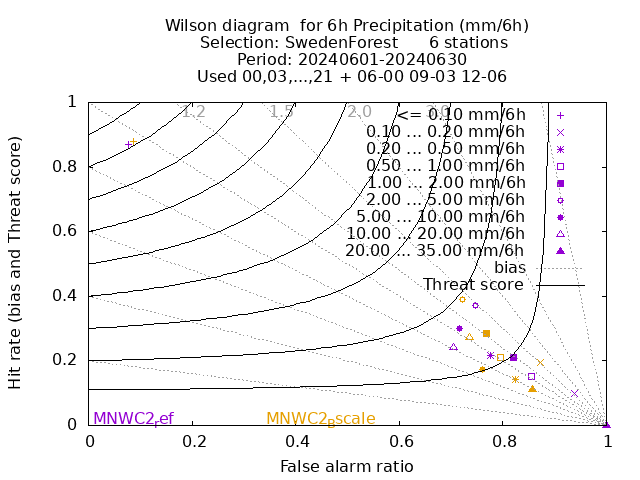 Wilson diagram  for 6h Precipitation (mm/6h)
Selection: SwedenForest      6 stations
Period: 20240601-20240630
Used 00,03,...,21 + 06-00 09-03 12-06
1.2 1.5 2.0 3.0
<= 0.10 mm/6h
0.10 ... 0.20 mm/6h
0.20 ... 0.50 mm/6h
0.50 ... 1.00 mm/6h
1.00 ... 2.00 mm/6h
2.00 ... 5.00 mm/6h
5.00 ... 10.00 mm/6h
10.00 ... 20.00 mm/6h
20.00 ... 35.00 mm/6h
bias
Threat score
Hit rate (bias and Threat score)
1
0.8
0.6
0.4
0.2
0
MNWC2ref MNWC2pscale
0 0.2 0.4 0.6 0.8 1
False alarm ratio